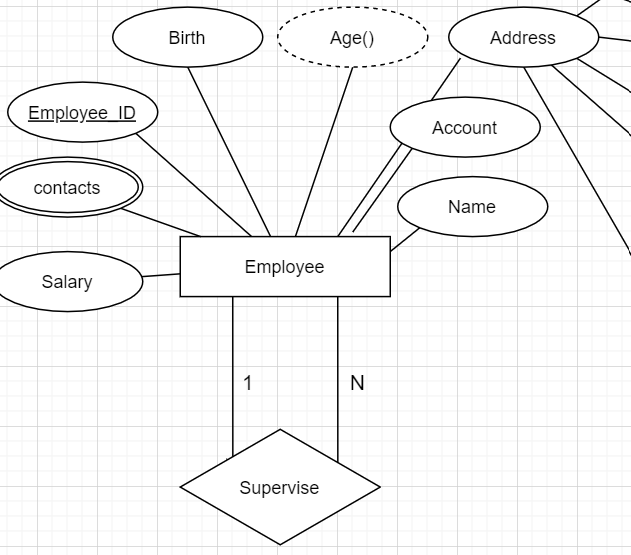 Birth
Age()
Address
Employee_ID
Account
contacts
Name
Employee
Salary
1
N
Supervise